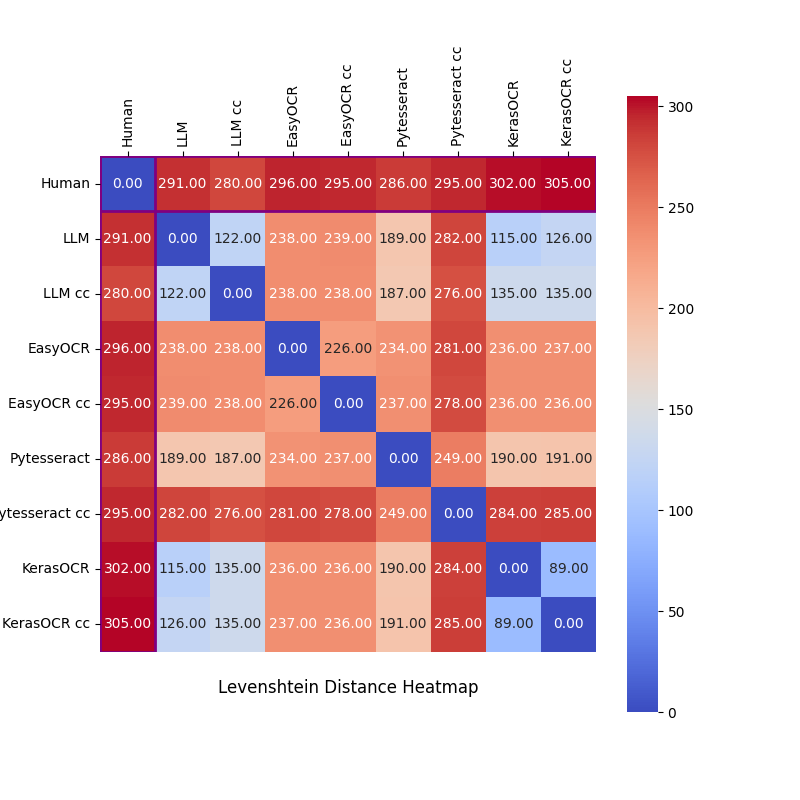 Human LLM LLM cc EasyOCR EasyOCR cc Pytesseract Pytesseract cc KerasOCR KerasOCR cc
Human 0.00 291.00 280.00 296.00 295.00 286.00 295.00 302.00 305.00
LLM 291.00 0.00 122.00 238.00 239.00 189.00 282.00 115.00 126.00
LLM cc 280.00 122.00 0.00 238.00 238.00 187.00 276.00 135.00 135.00
EasyOCR 296.00 238.00 238.00 0.00 226.00 234.00 281.00 236.00 237.00
EasyOCR cc 295.00 239.00 238.00 226.00 0.00 237.00 278.00 236.00 236.00
Pytesseract 286.00 189.00 187.00 234.00 237.00 0.00 249.00 190.00 191.00
ytesseract cc 295.00 282.00 276.00 281.00 278.00 249.00 0.00 284.00 285.00
KerasOCR 302.00 115.00 135.00 236.00 236.00 190.00 284.00 0.00 89.00
KerasOCR cc 305.00 126.00 135.00 237.00 236.00 191.00 285.00 89.00 0.00
Levenshtein Distance Heatmap
300
250
200
150
100
50
0